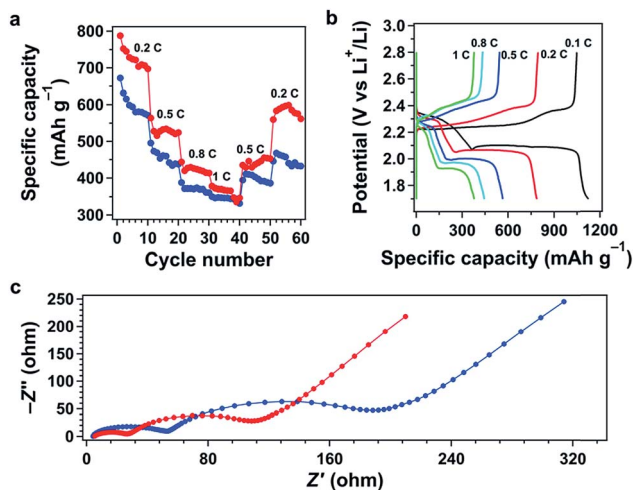 a
Specific capacity
(mAh g⁻¹)
800
700
600
500
400
300
0.2 C
0.5 C
0.8 C
1 C
0.5 C
0.2 C
0 10 20 30 40 50 60
Cycle number
b
Potential (V vs Li⁺/Li)
3.0
2.8
2.6
2.4
2.2
2.0
1.8
1.6
1 C
0.8 C
0.5 C
0.2 C
0.1 C
0 300 600 900 1200
Specific capacity (mAh g⁻¹)
c
–Z" (ohm)
250
200
150
100
50
0
0 80 160 240 320
Z' (ohm)